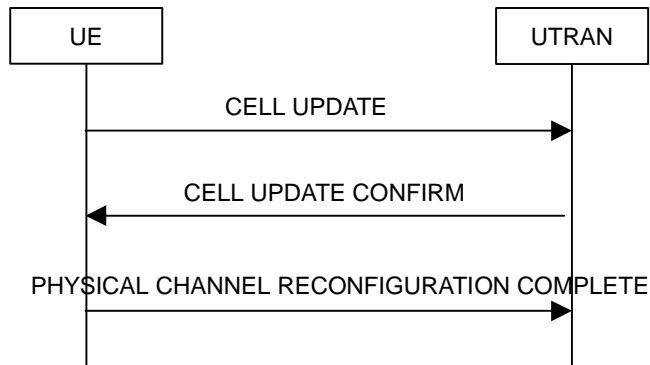 UE
UTRAN
CELL UPDATE
CELL UPDATE CONFIRM
PHYSICAL CHANNEL RECONFIGURATION COMPLETE